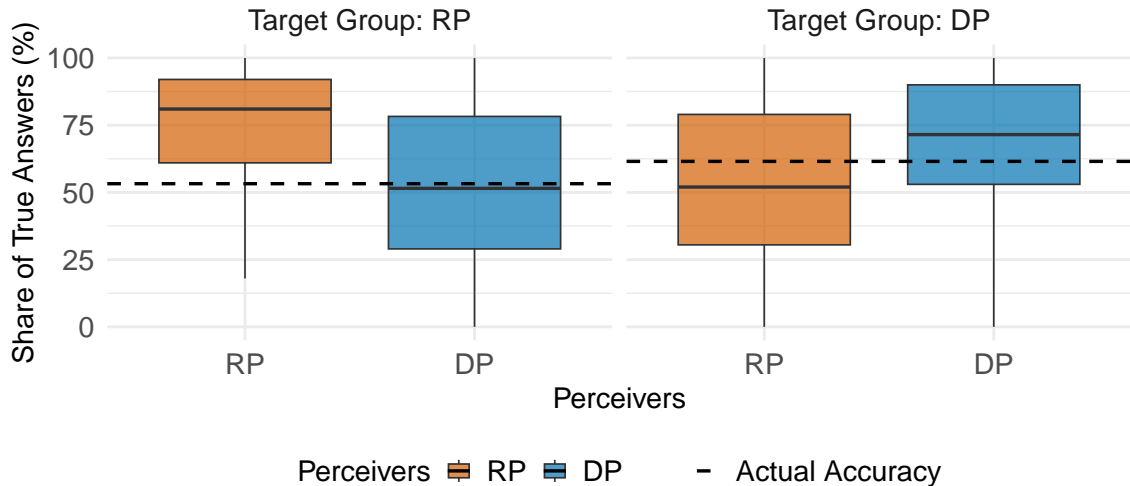 Target Group: RP
Target Group: DP
Share of True Answers (%)
100
75
50
25
0
RP
DP
RP
DP
Perceivers
Perceivers RP DP Actual Accuracy